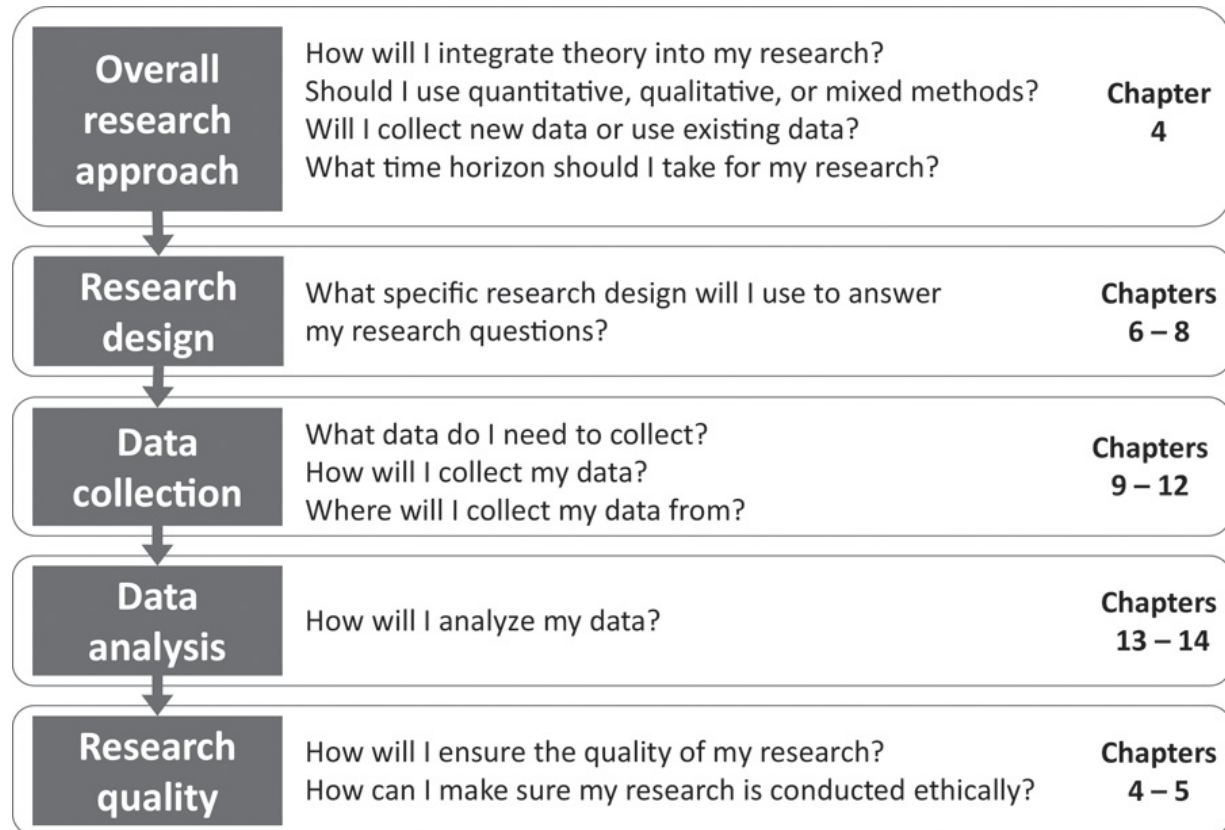 Overall
research
approach
How will I integrate theory into my research?
Should I use quantitative, qualitative, or mixed methods?
Will I collect new data or use existing data?
What time horizon should I take for my research?
Chapter
4
Research
design
What specific research design will I use to answer
my research questions?
Chapters
6 – 8
Data
collection
What data do I need to collect?
How will I collect my data?
Where will I collect my data from?
Chapters
9 – 12
Data
analysis
How will I analyze my data?
Chapters
13 – 14
Research
quality
How will I ensure the quality of my research?
How can I make sure my research is conducted ethically?
Chapters
4 – 5